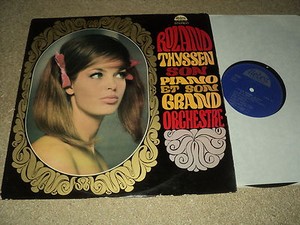 ROLAND
THYSSEN
SON
PIANO
ET SON
GRAND
ORCHESTRE